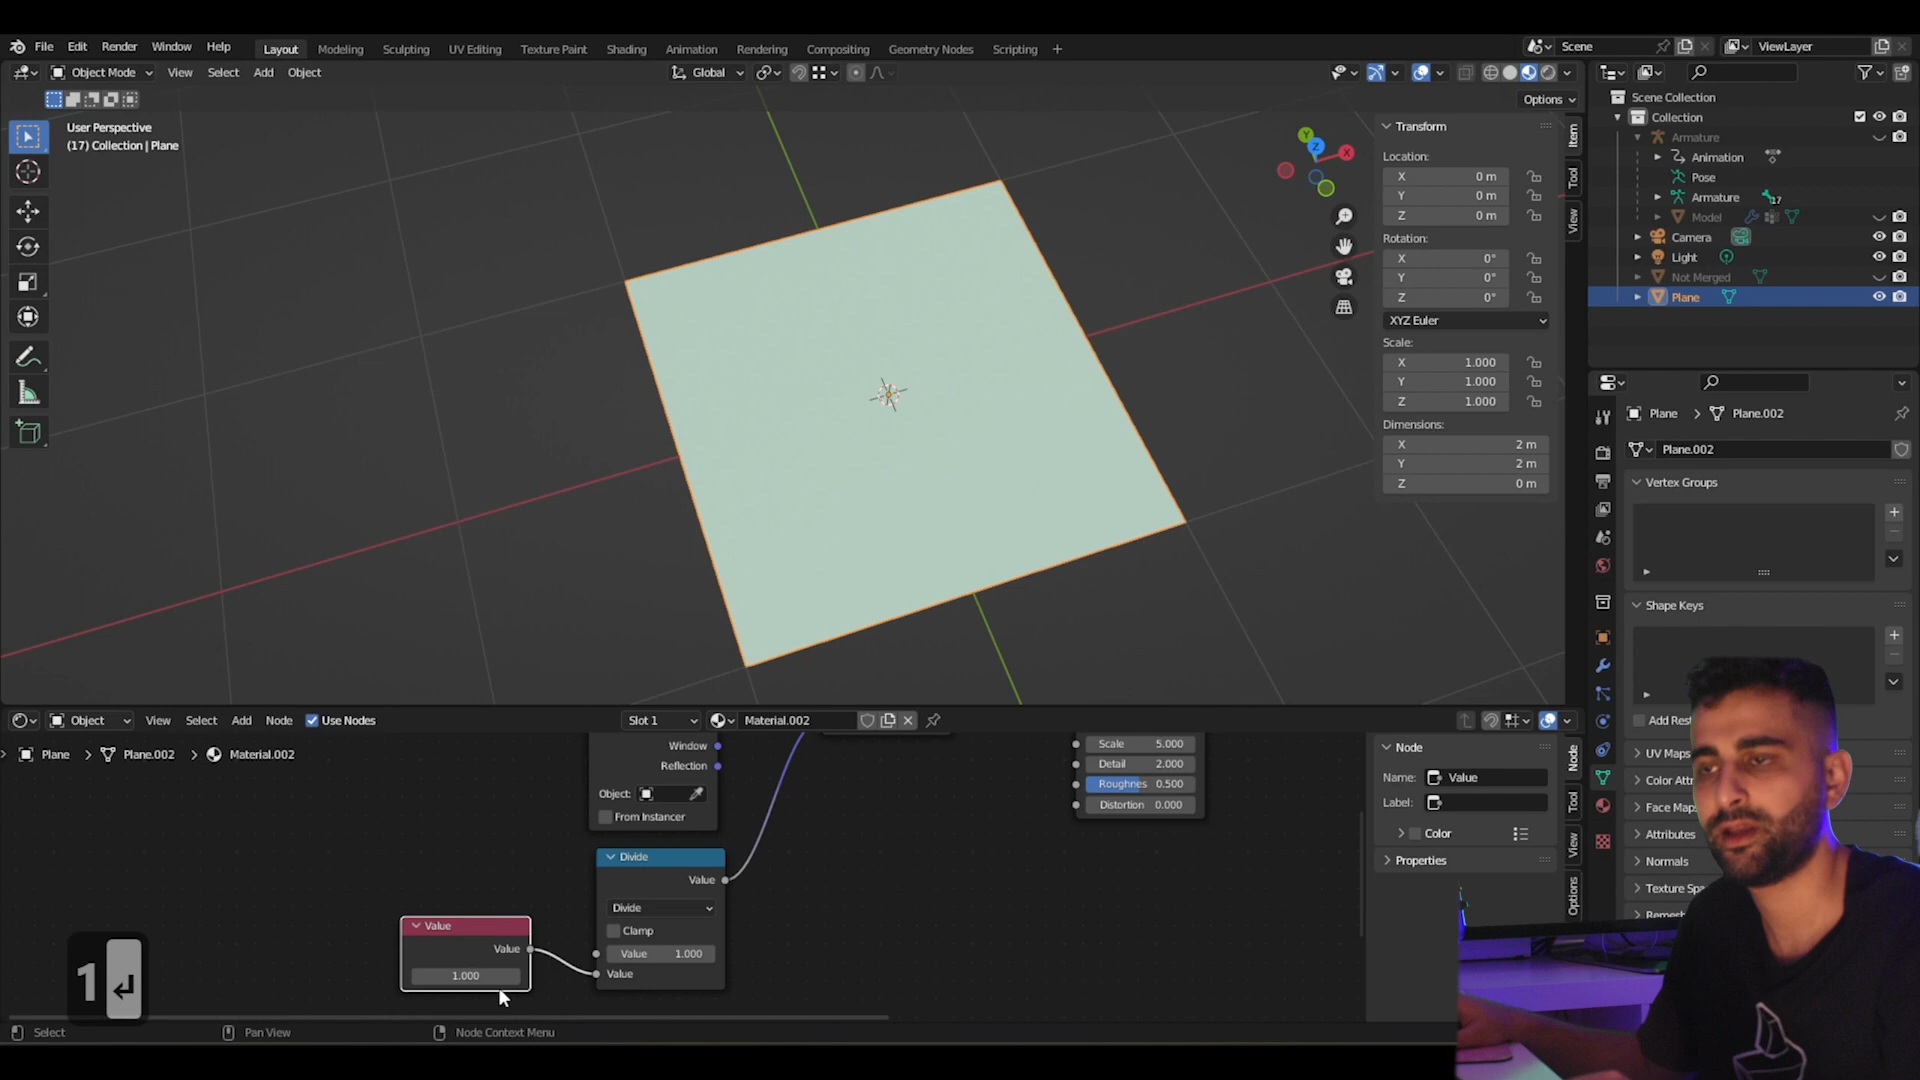 File Edit Render Window Help
Layout Modeling Sculpting UV Editing Texture Paint Shading Animation Rendering Compositing Geometry Nodes Scripting +
Scene
ViewLayer
Object Mode View Select Add Object
Global
Options
User Perspective
(17) Collection | Plane
Y
Z
X
Transform
Location:
X 0 m
Y 0 m
Z 0 m
Rotation:
X 0°
Y 0°
Z 0°
XYZ Euler
Scale:
X 1.000
Y 1.000
Z 1.000
Dimensions:
X 2 m
Y 2 m
Z 0 m
Item
Tool
View
Scene Collection
Collection
Armature
Animation
Pose
Armature 17
Model
Camera
Light
Not Merged
Plane
Plane > Plane.002
Plane.002
Vertex Groups
Shape Keys
Add Rest
UV Maps
Color Attr
Face Maps
Attributes
Normals
Texture Spa
Remesh
Object View Select Add Node Use Nodes
Slot 1
Material.002
Plane > Plane.002 > Material.002
Window
Reflection
Object:
From Instancer
Divide
Value
Divide
Clamp
Value 1.000
Value
Value
Value
1.000
Scale 5.000
Detail 2.000
Roughnes 0.500
Distortion 0.000
Node
Name: Value
Label:
Color
Properties
Node
Tool
View
Options
1 ↵
Select
Pan View
Node Context Menu